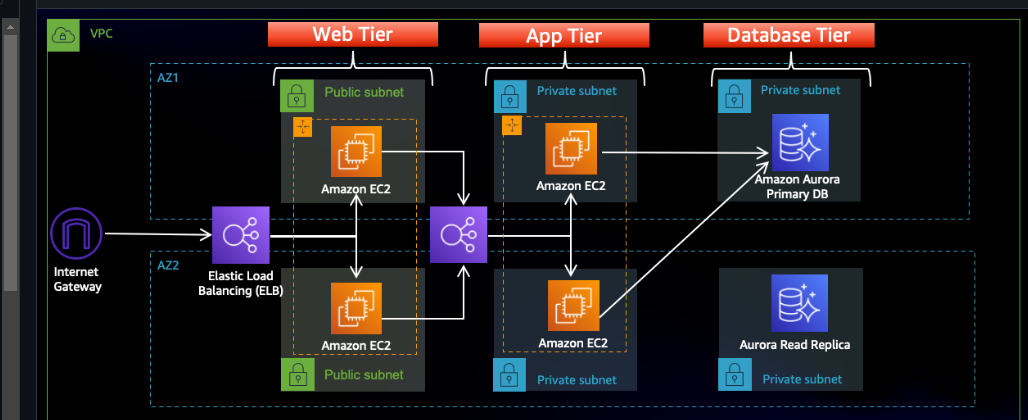 VPC
Web Tier
App Tier
Database Tier
AZ1
Public subnet
Private subnet
Private subnet
Amazon EC2
Amazon EC2
Amazon Aurora
Primary DB
Internet
Gateway
Elastic Load
Balancing (ELB)
AZ2
Amazon EC2
Amazon EC2
Aurora Read Replica
Public subnet
Private subnet
Private subnet